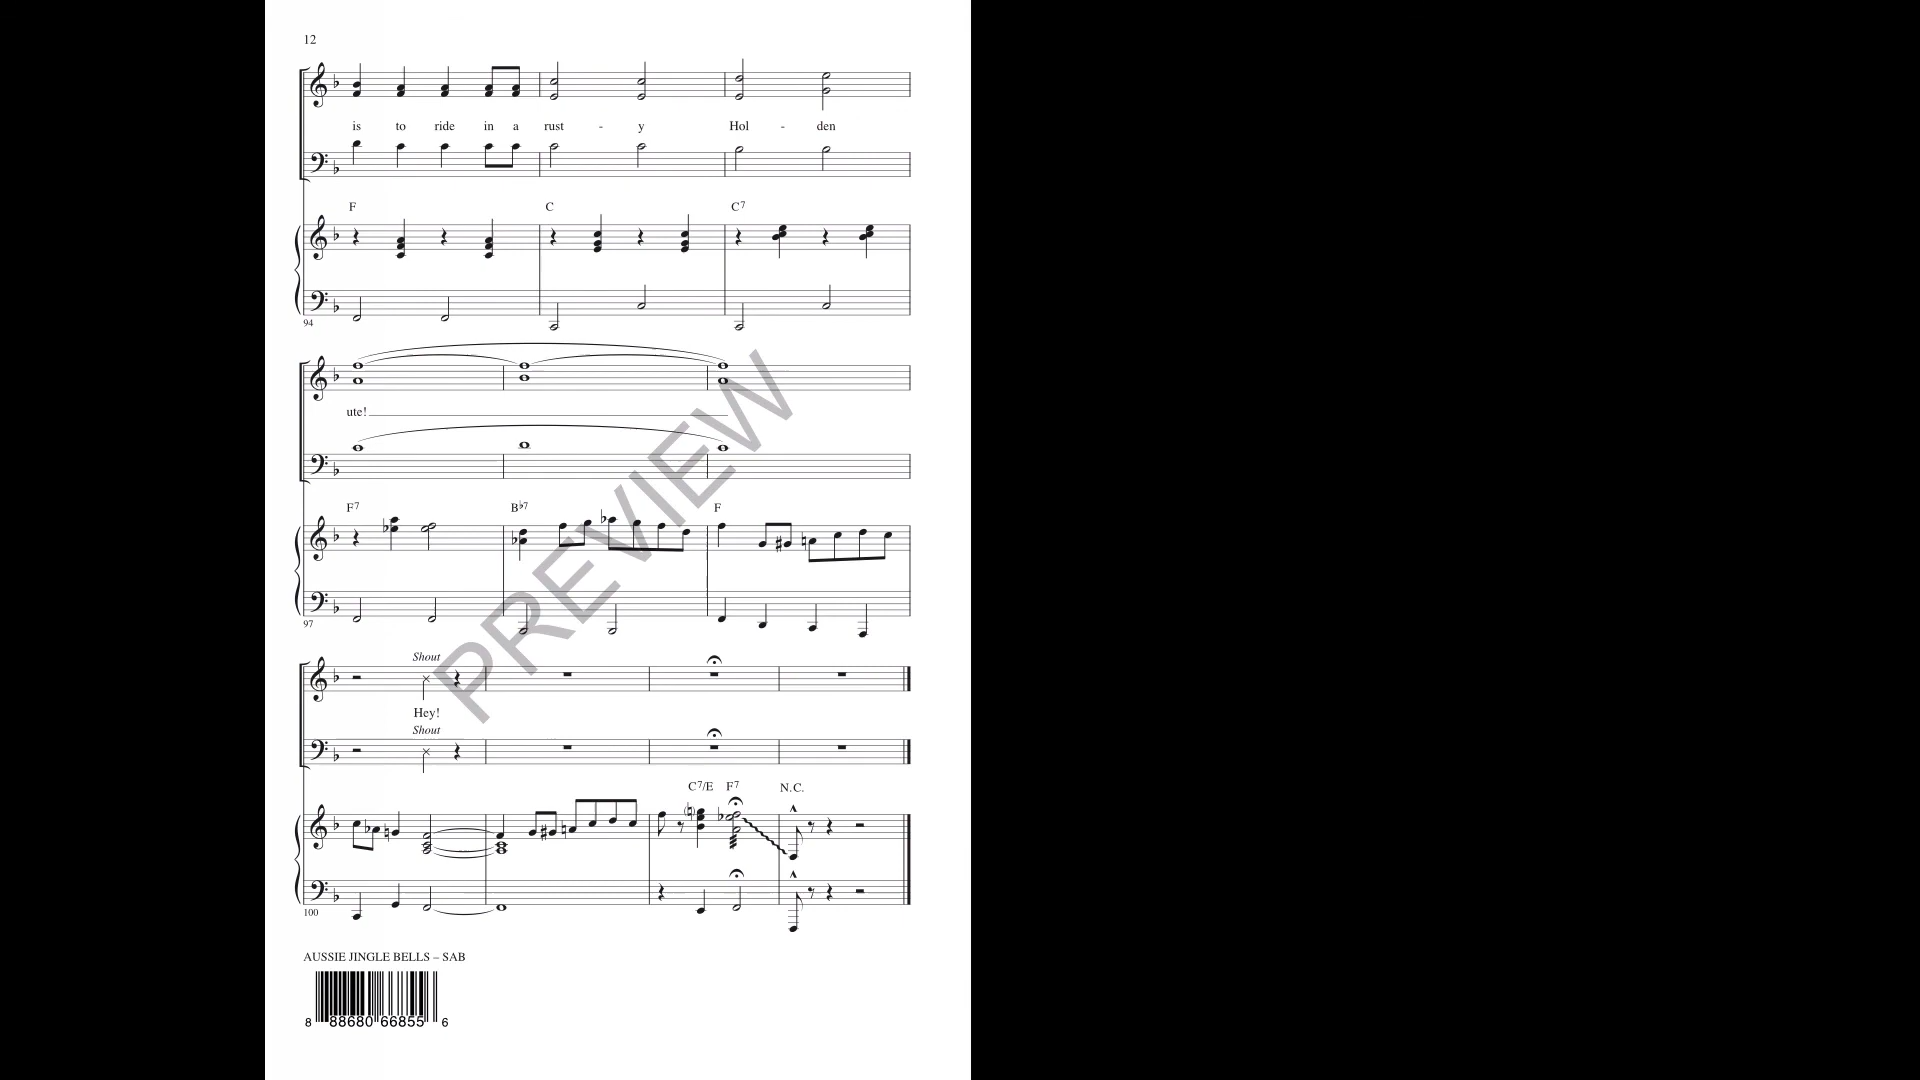 12
is to ride in a rust - y Hol - den
F C C7
94
ute!
F7 B♭7 F
97
Shout
Hey!
Shout
C7/E F7 N.C.
100
AUSSIE JINGLE BELLS – SAB
8 88680 66855 6
PREVIEW